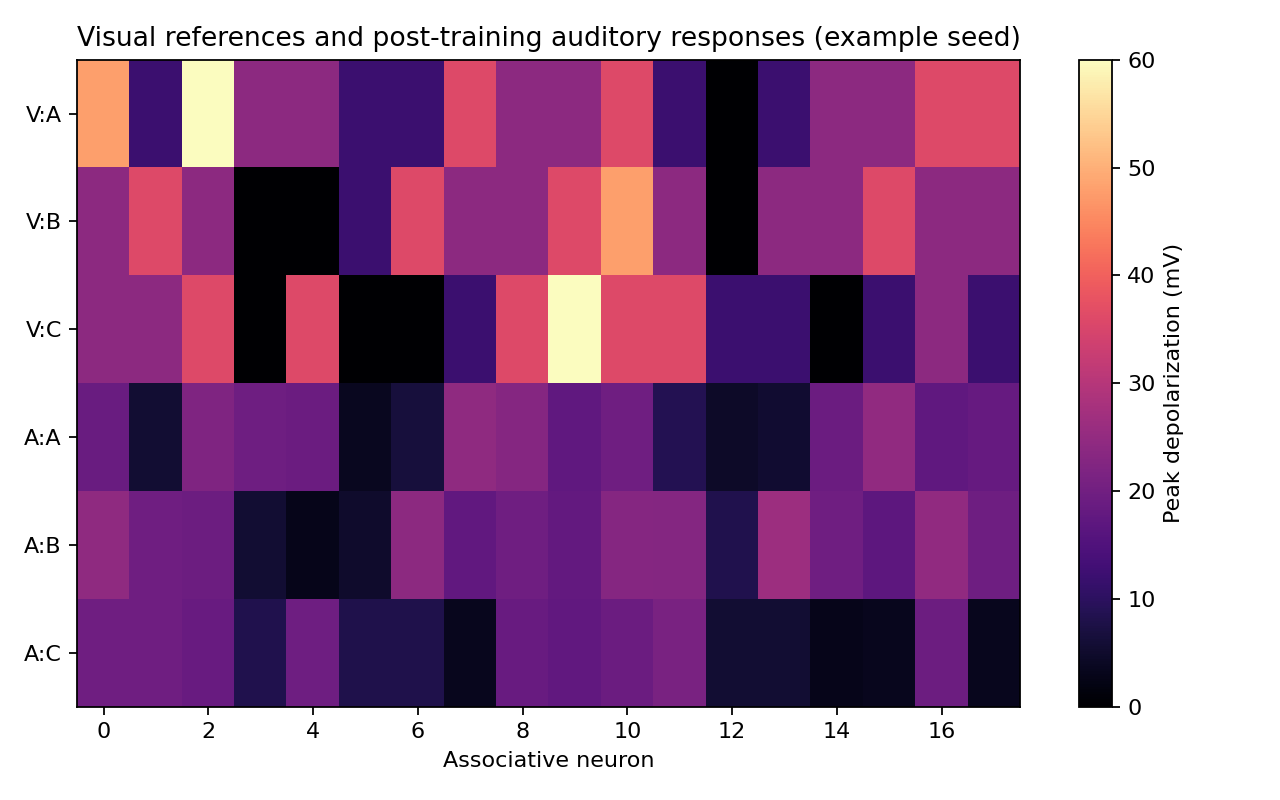 Visual references and post-training auditory responses (example seed)
V:A
V:B
V:C
A:A
A:B
A:C
0 2 4 6 8 10 12 14 16
Associative neuron
60
50
40
30
20
10
0
Peak depolarization (mV)